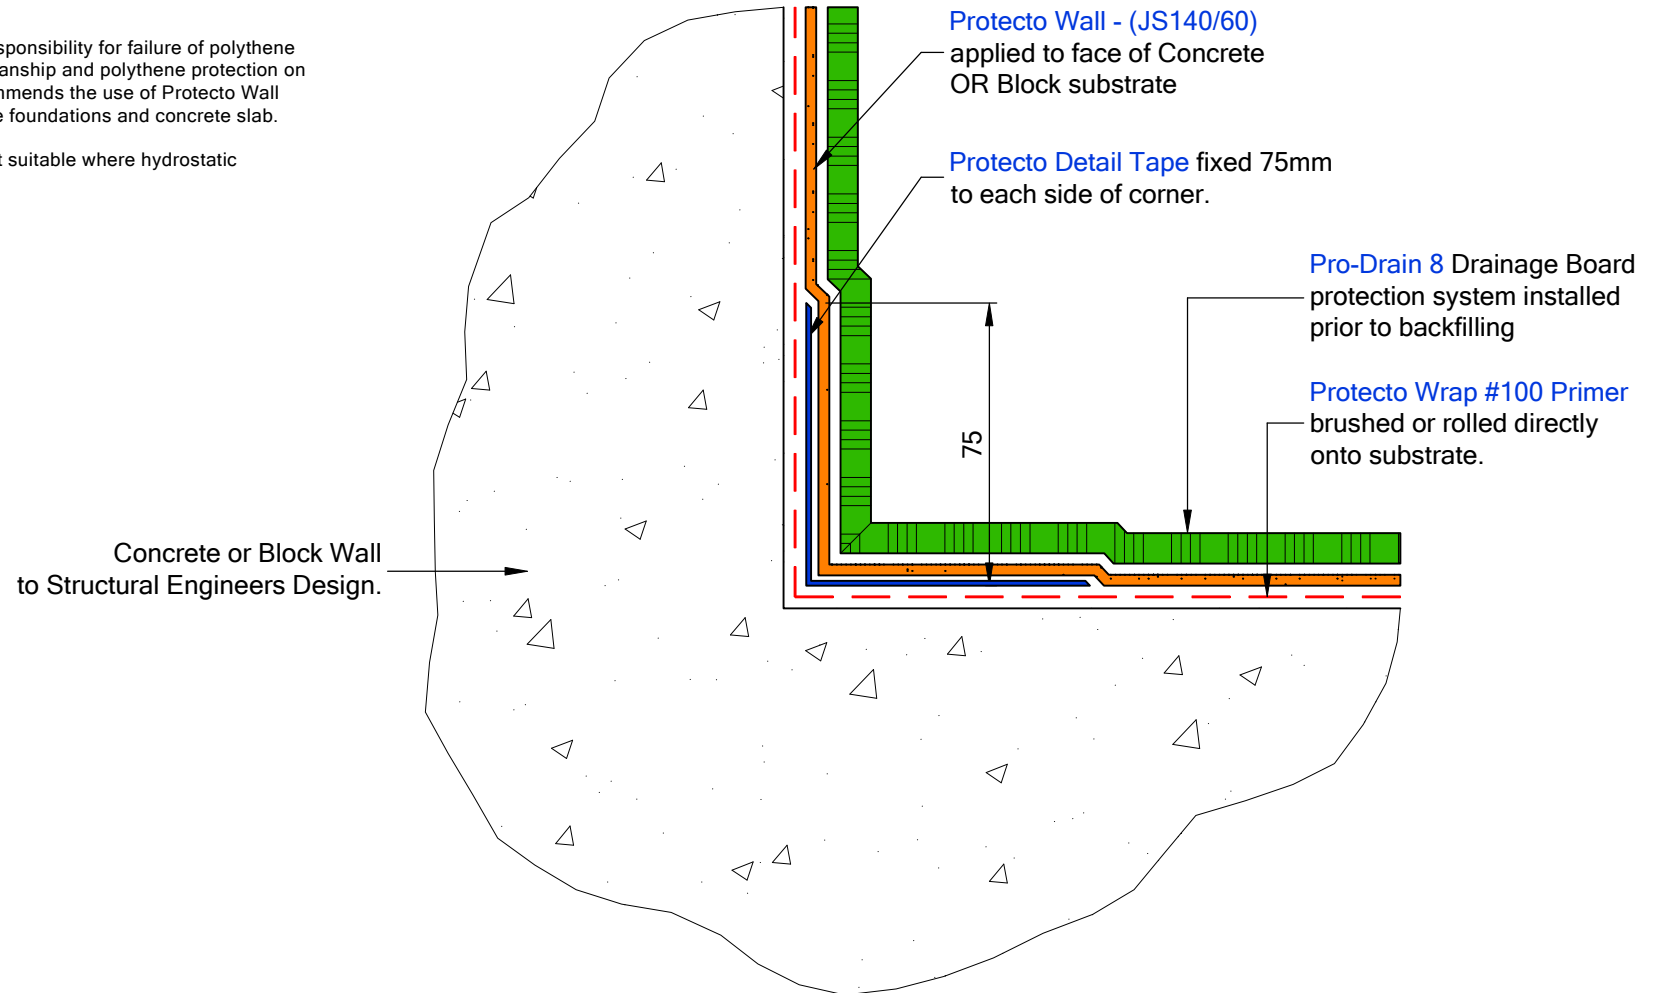 sponsibility for failure of polythene
anship and polythene protection on
mmends the use of Protecto Wall
e foundations and concrete slab.
t suitable where hydrostatic
Protecto Wall - (JS140/60)
applied to face of Concrete
OR Block substrate
Protecto Detail Tape fixed 75mm
to each side of corner.
Pro-Drain 8 Drainage Board
protection system installed
prior to backfilling
Protecto Wrap #100 Primer
brushed or rolled directly
onto substrate.
75
Concrete or Block Wall
to Structural Engineers Design.